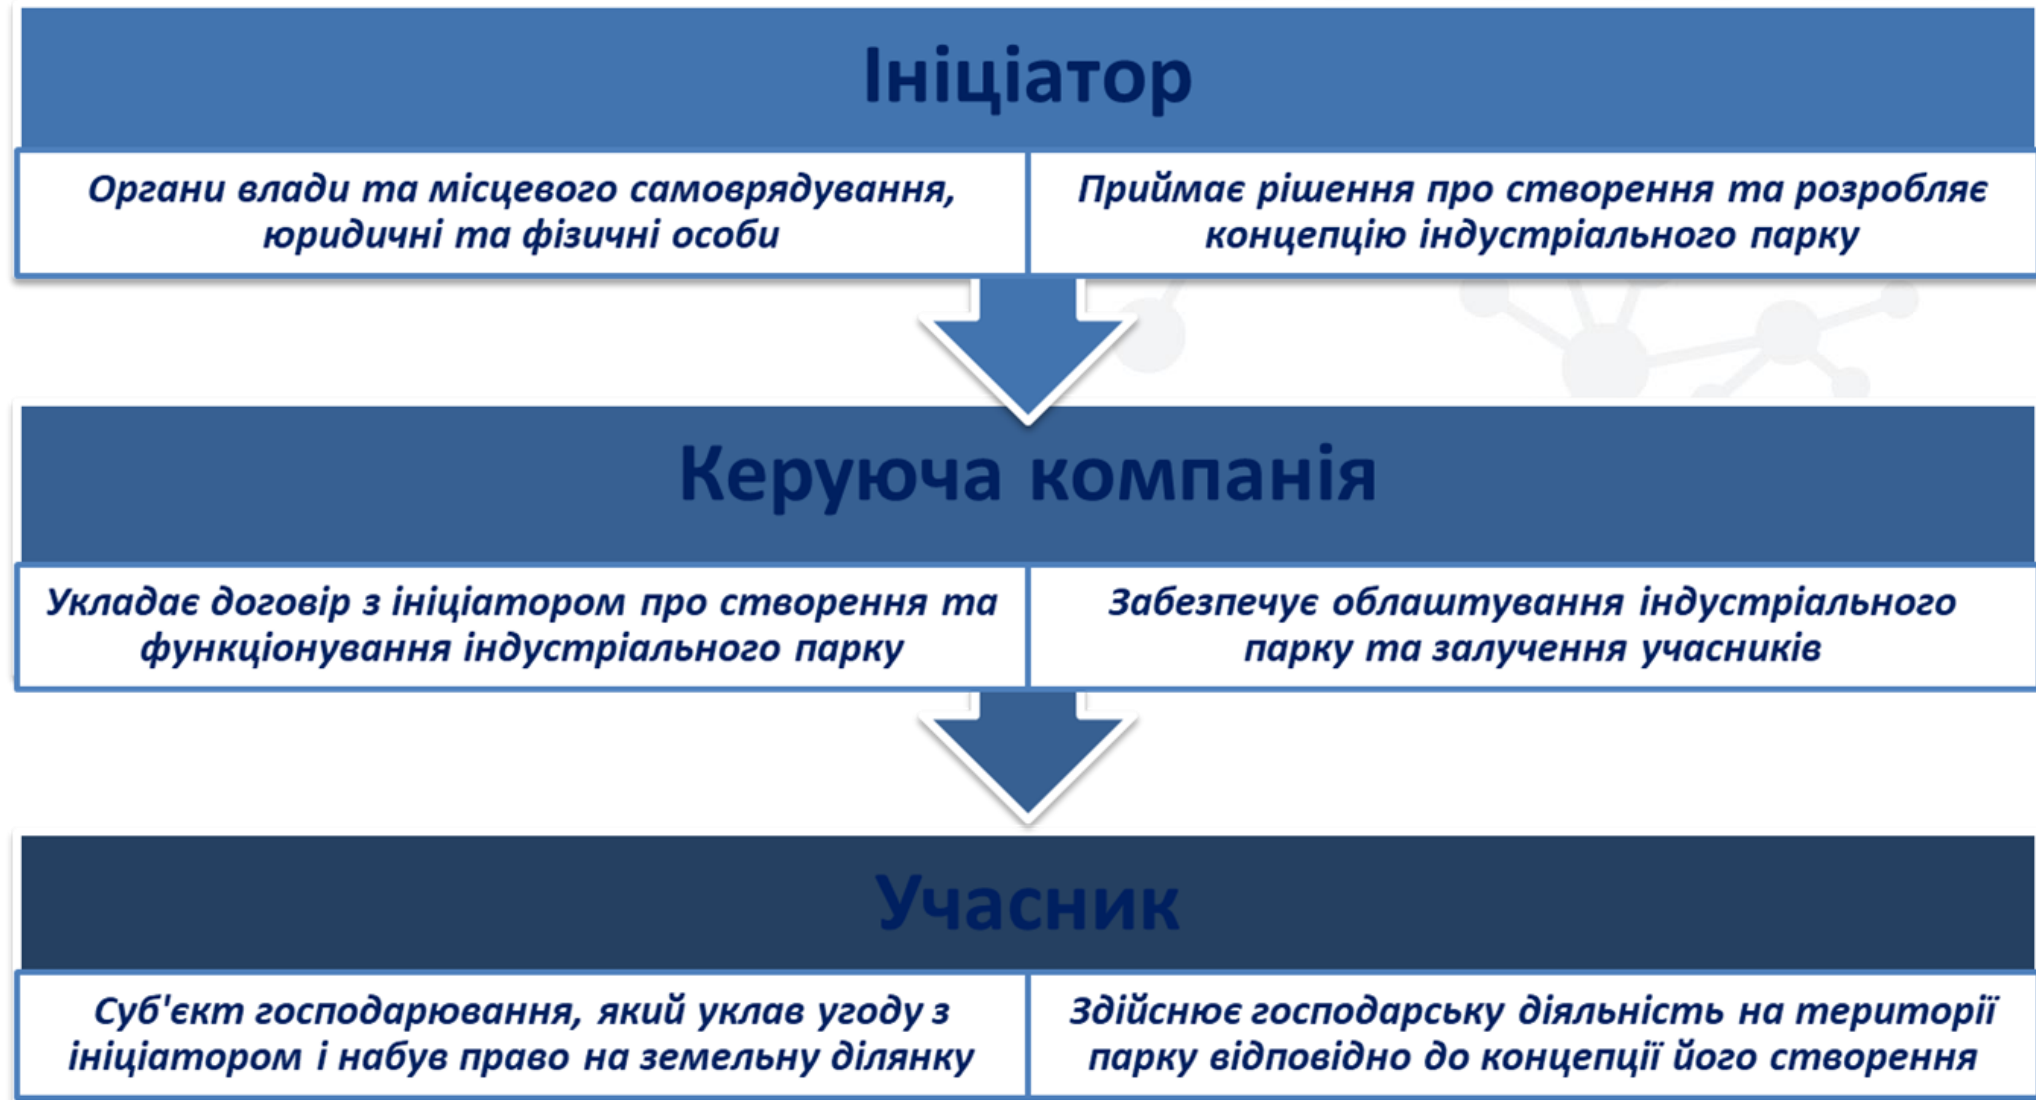 Ініціатор
Органи влади та місцевого самоврядування,
юридичні та фізичні особи
Приймає рішення про створення та розробляє
концепцію індустріального парку
Керуюча компанія
Укладає договір з ініціатором про створення та
функціонування індустріального парку
Забезпечує облаштування індустріального
парку та залучення учасників
Учасник
Суб'єкт господарювання, який уклав угоду з
ініціатором і набув право на земельну ділянку
Здійснює господарську діяльність на території
парку відповідно до концепції його створення